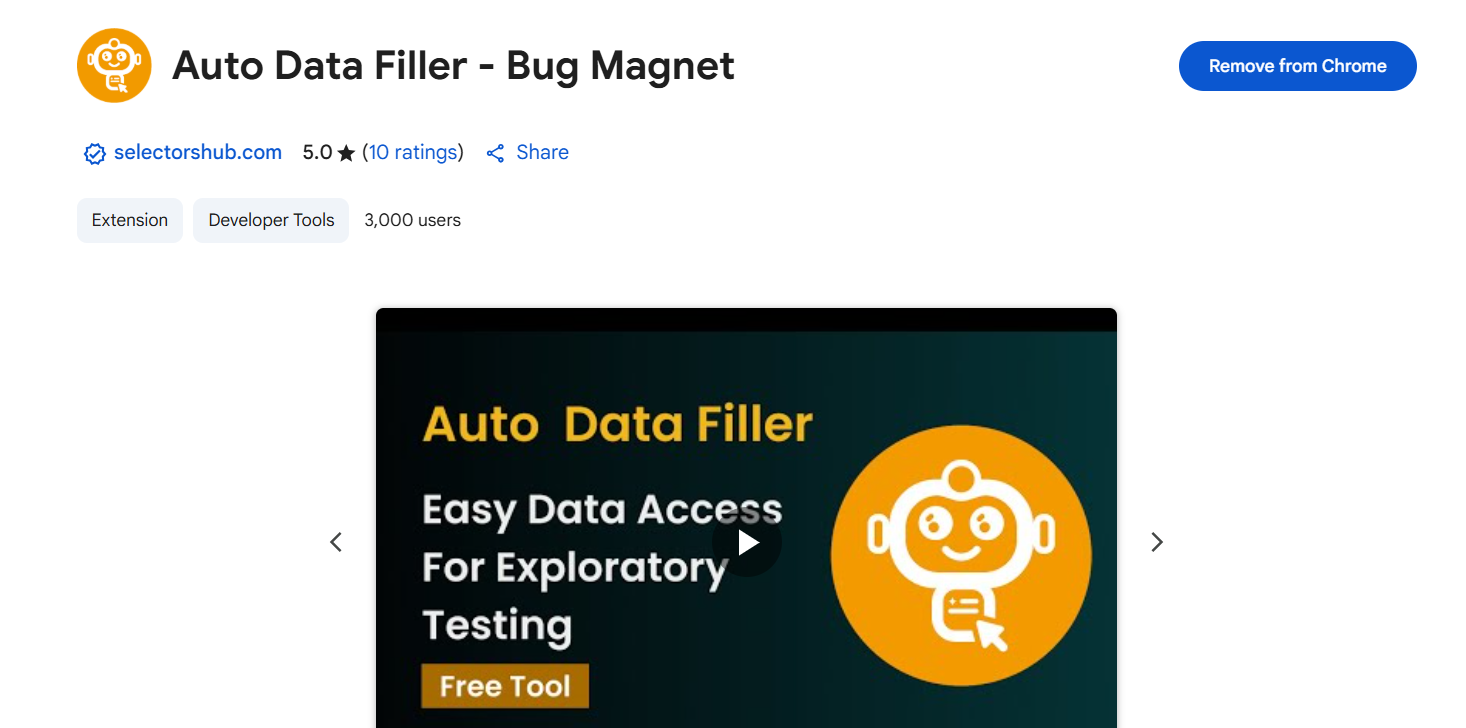 Auto Data Filler - Bug Magnet
Remove from Chrome
selectorshub.com 5.0 ★ (10 ratings) Share
Extension Developer Tools 3,000 users
Auto Data Filler
Easy Data Access
For Exploratory
Testing
Free Tool